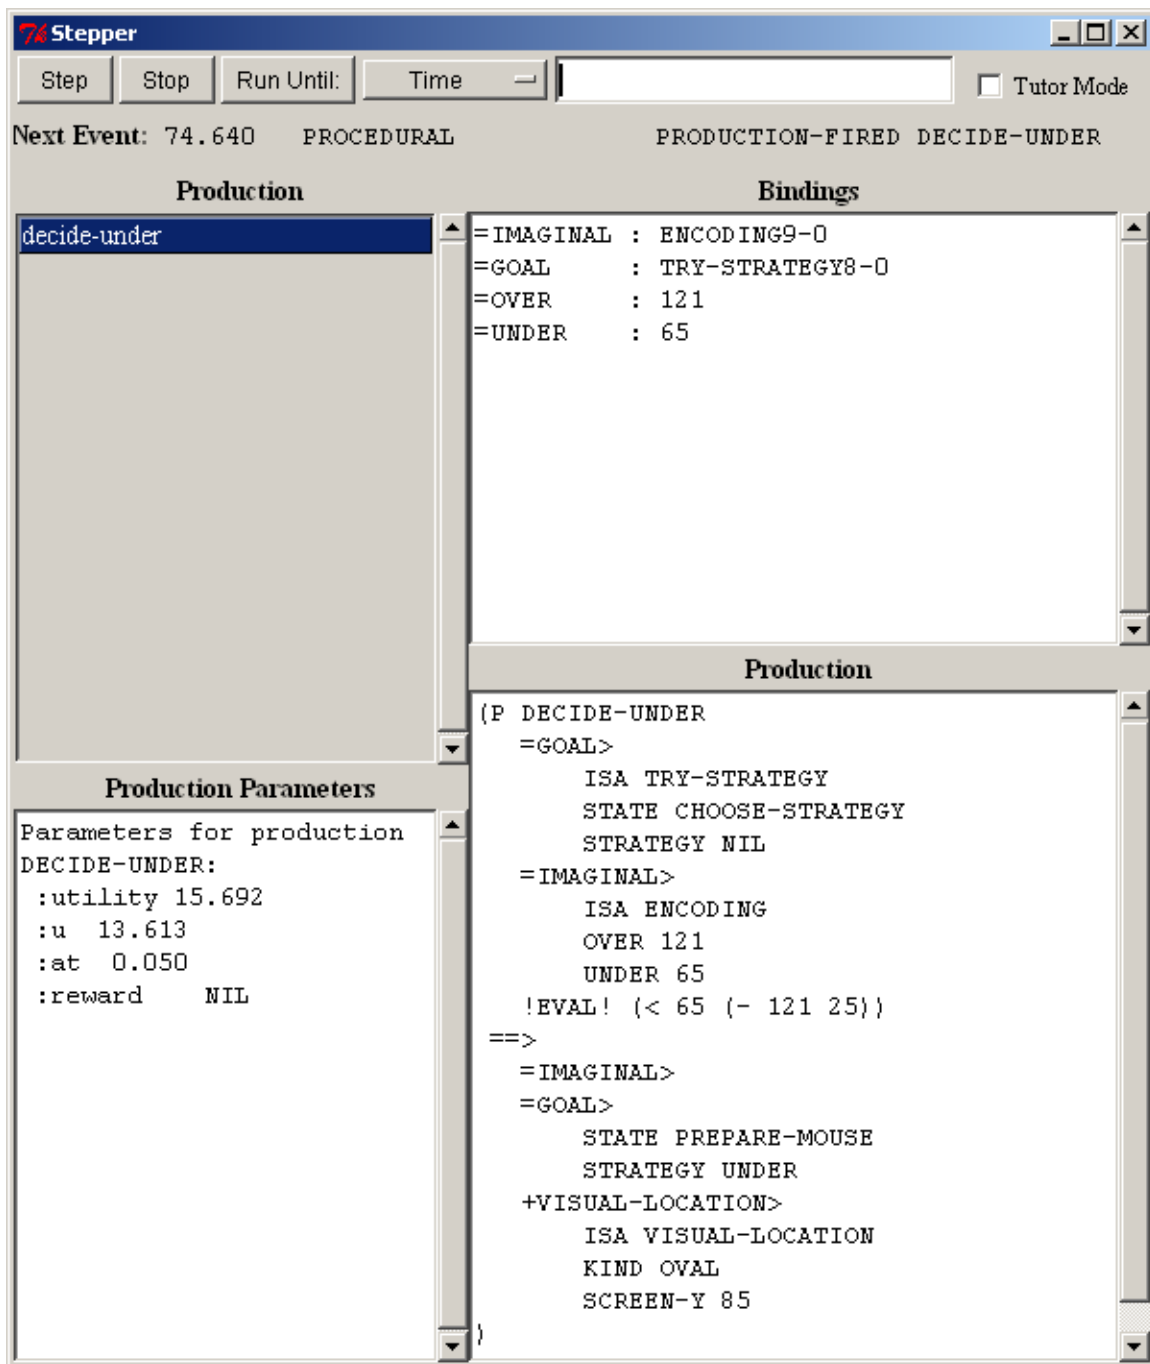 Stepper
Step Stop Run Until: Time Tutor Mode
Next Event: 74.640 PROCEDURAL PRODUCTION-FIRED DECIDE-UNDER
Production
decide-under
Bindings
=IMAGINAL : ENCODING9-0
=GOAL : TRY-STRATEGY8-0
=OVER : 121
=UNDER : 65
Production Parameters
Parameters for production
DECIDE-UNDER:
:utility 15.692
:u 13.613
:at 0.050
:reward NIL
Production
(P DECIDE-UNDER
=GOAL>
ISA TRY-STRATEGY
STATE CHOOSE-STRATEGY
STRATEGY NIL
=IMAGINAL>
ISA ENCODING
OVER 121
UNDER 65
!EVAL! (< 65 (- 121 25))
==>
=IMAGINAL>
=GOAL>
STATE PREPARE-MOUSE
STRATEGY UNDER
+VISUAL-LOCATION>
ISA VISUAL-LOCATION
KIND OVAL
SCREEN-Y 85
)